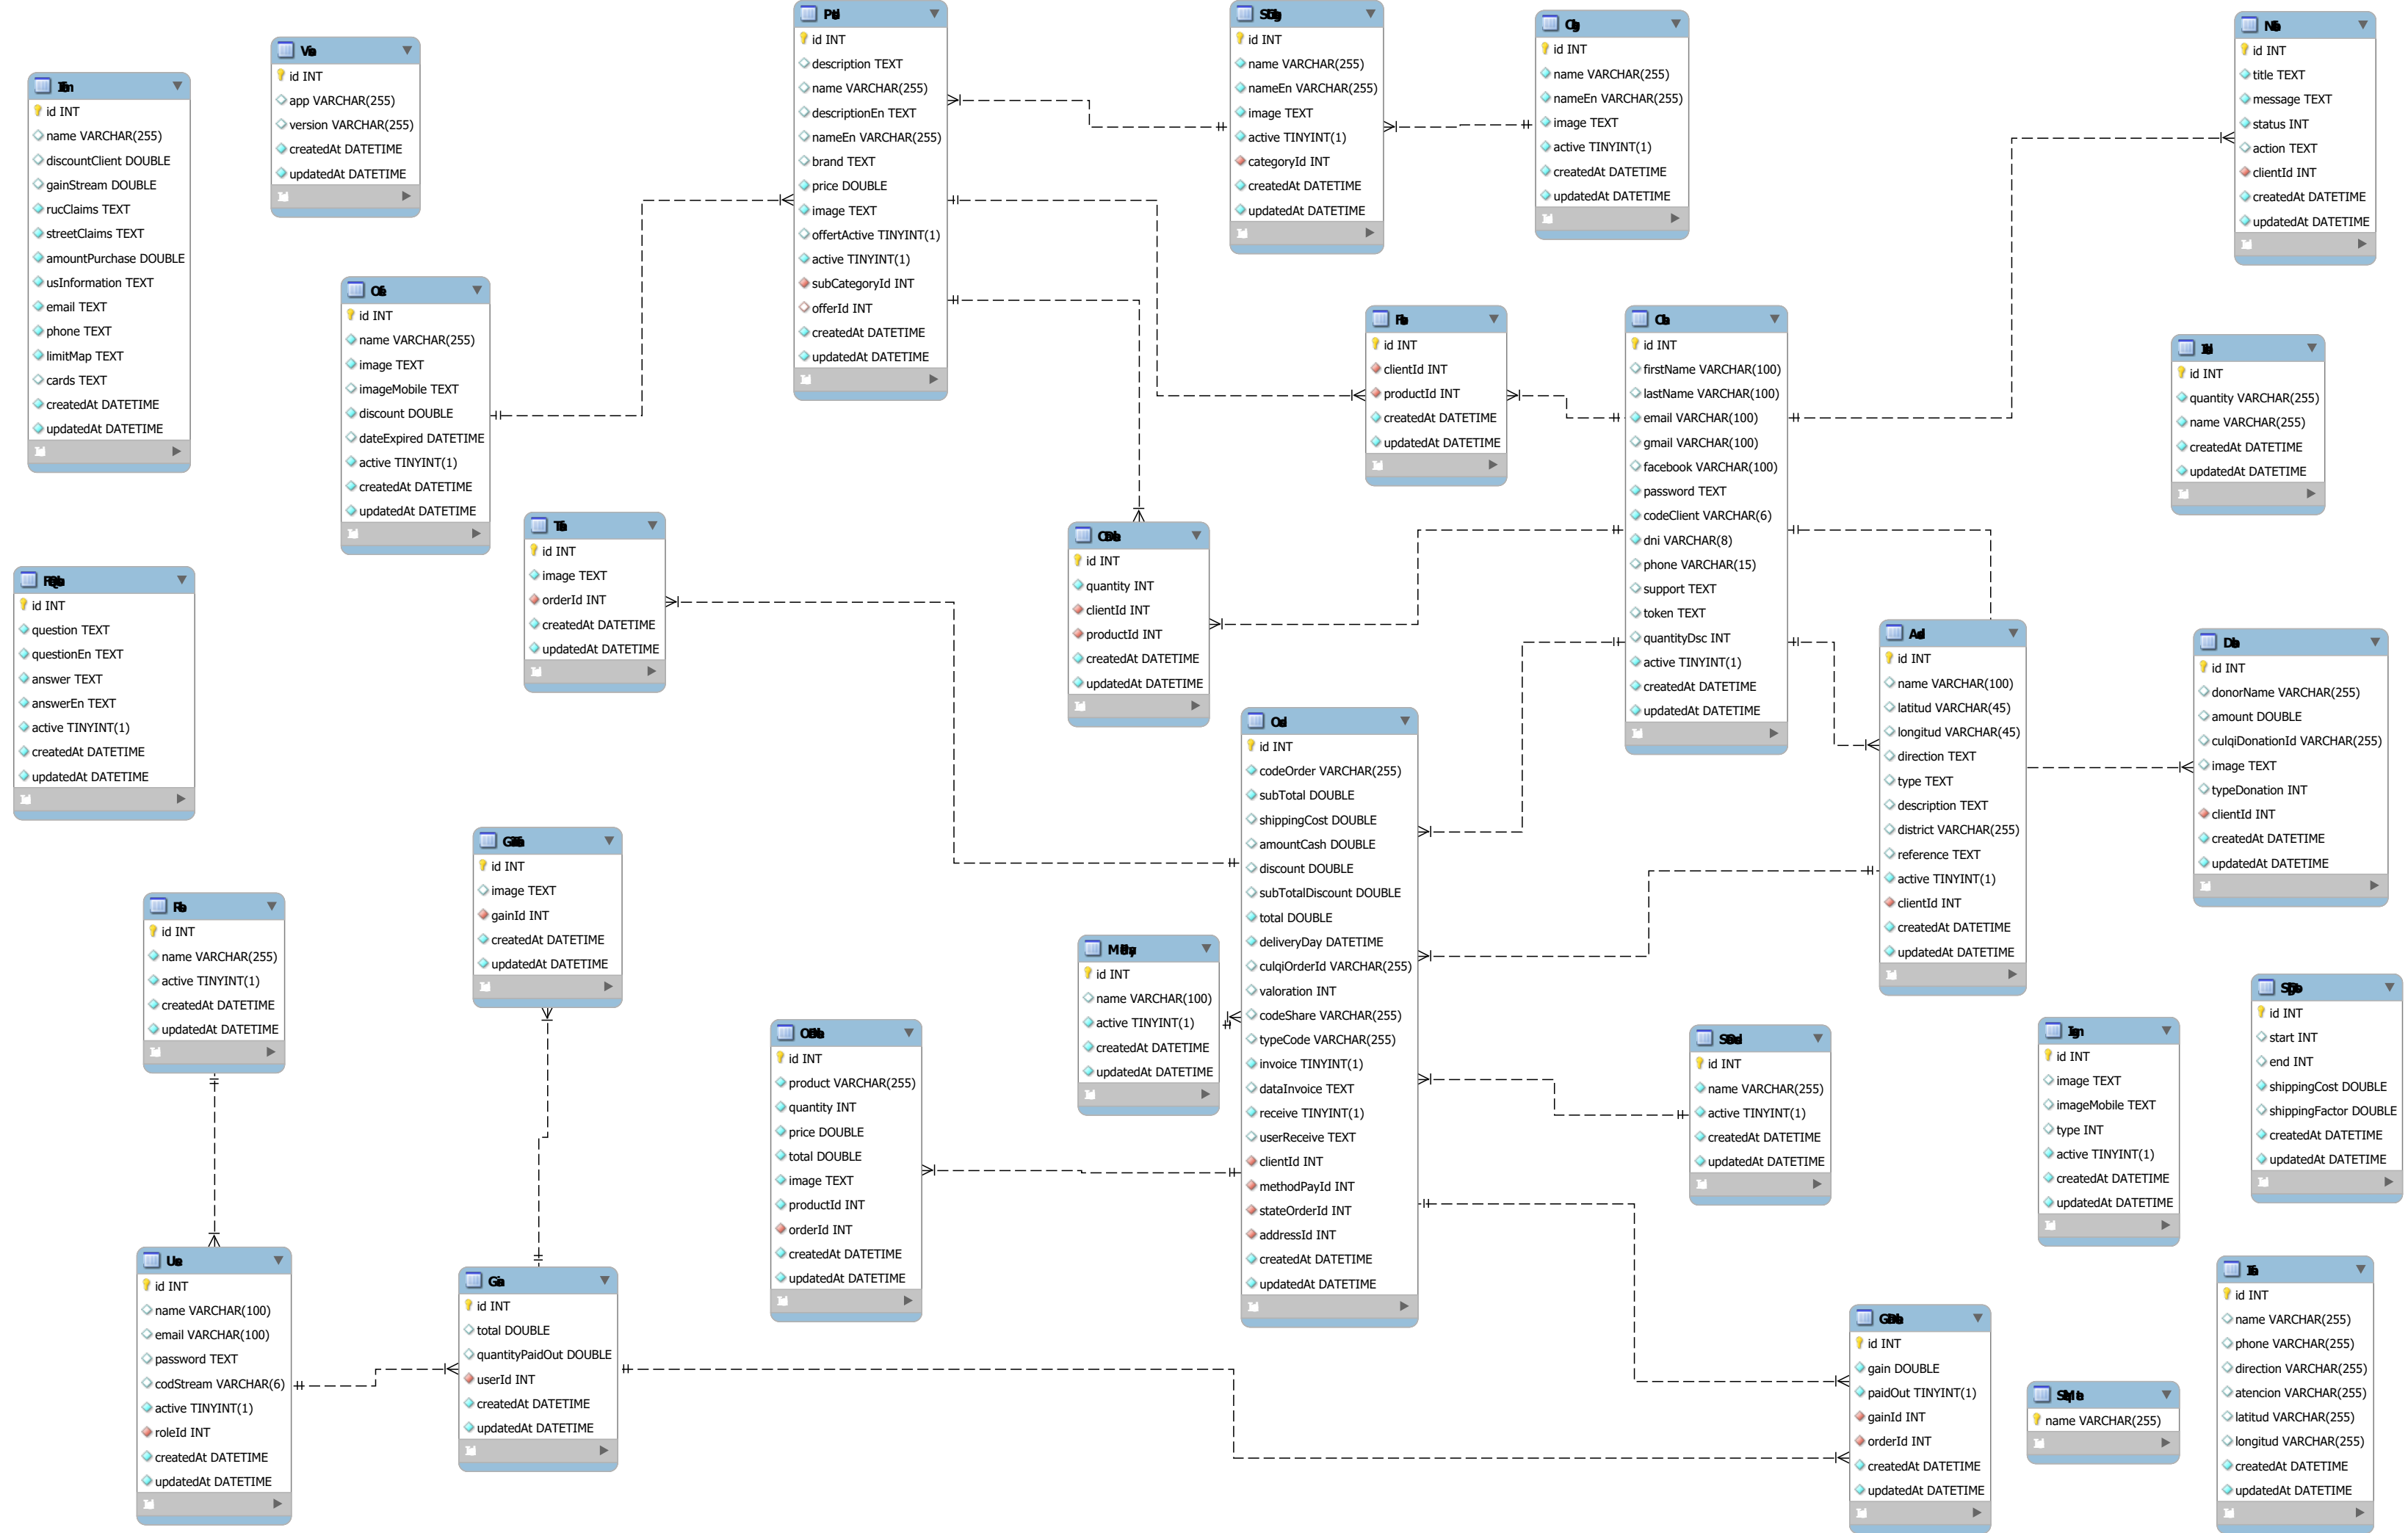 id INT
name VARCHAR(255)
discountClient DOUBLE
gainStream DOUBLE
rucClaims TEXT
streetClaims TEXT
amountPurchase DOUBLE
usInformation TEXT
email TEXT
phone TEXT
limitMap TEXT
cards TEXT
createdAt DATETIME
updatedAt DATETIME
id INT
app VARCHAR(255)
version VARCHAR(255)
createdAt DATETIME
updatedAt DATETIME
id INT
name VARCHAR(255)
image TEXT
imageMobile TEXT
discount DOUBLE
dateExpired DATETIME
active TINYINT(1)
createdAt DATETIME
updatedAt DATETIME
id INT
description TEXT
name VARCHAR(255)
descriptionEn TEXT
nameEn VARCHAR(255)
brand TEXT
price DOUBLE
image TEXT
offertActive TINYINT(1)
active TINYINT(1)
subCategoryId INT
offerId INT
createdAt DATETIME
updatedAt DATETIME
id INT
name VARCHAR(255)
nameEn VARCHAR(255)
image TEXT
active TINYINT(1)
categoryId INT
createdAt DATETIME
updatedAt DATETIME
id INT
name VARCHAR(255)
nameEn VARCHAR(255)
image TEXT
active TINYINT(1)
createdAt DATETIME
updatedAt DATETIME
id INT
title TEXT
message TEXT
status INT
action TEXT
clientId INT
createdAt DATETIME
updatedAt DATETIME
id INT
clientId INT
productId INT
createdAt DATETIME
updatedAt DATETIME
id INT
firstName VARCHAR(100)
lastName VARCHAR(100)
email VARCHAR(100)
gmail VARCHAR(100)
facebook VARCHAR(100)
password TEXT
codeClient VARCHAR(6)
dni VARCHAR(8)
phone VARCHAR(15)
support TEXT
token TEXT
quantityDsc INT
active TINYINT(1)
createdAt DATETIME
updatedAt DATETIME
id INT
quantity VARCHAR(255)
name VARCHAR(255)
createdAt DATETIME
updatedAt DATETIME
id INT
question TEXT
questionEn TEXT
answer TEXT
answerEn TEXT
active TINYINT(1)
createdAt DATETIME
updatedAt DATETIME
id INT
image TEXT
orderId INT
createdAt DATETIME
updatedAt DATETIME
id INT
quantity INT
clientId INT
productId INT
createdAt DATETIME
updatedAt DATETIME
id INT
name VARCHAR(100)
latitud VARCHAR(45)
longitud VARCHAR(45)
direction TEXT
type TEXT
description TEXT
district VARCHAR(255)
reference TEXT
active TINYINT(1)
clientId INT
createdAt DATETIME
updatedAt DATETIME
id INT
donorName VARCHAR(255)
amount DOUBLE
culqiDonationId VARCHAR(255)
image TEXT
typeDonation INT
clientId INT
createdAt DATETIME
updatedAt DATETIME
id INT
codeOrder VARCHAR(255)
subTotal DOUBLE
shippingCost DOUBLE
amountCash DOUBLE
discount DOUBLE
subTotalDiscount DOUBLE
total DOUBLE
deliveryDay DATETIME
culqiOrderId VARCHAR(255)
valoration INT
codeShare VARCHAR(255)
typeCode VARCHAR(255)
invoice TINYINT(1)
dataInvoice TEXT
receive TINYINT(1)
userReceive TEXT
clientId INT
methodPayId INT
stateOrderId INT
addressId INT
createdAt DATETIME
updatedAt DATETIME
id INT
image TEXT
gainId INT
createdAt DATETIME
updatedAt DATETIME
id INT
name VARCHAR(255)
active TINYINT(1)
createdAt DATETIME
updatedAt DATETIME
id INT
name VARCHAR(100)
active TINYINT(1)
createdAt DATETIME
updatedAt DATETIME
id INT
product VARCHAR(255)
quantity INT
price DOUBLE
total DOUBLE
image TEXT
productId INT
orderId INT
createdAt DATETIME
updatedAt DATETIME
id INT
name VARCHAR(255)
active TINYINT(1)
createdAt DATETIME
updatedAt DATETIME
id INT
image TEXT
imageMobile TEXT
type INT
active TINYINT(1)
createdAt DATETIME
updatedAt DATETIME
id INT
start INT
end INT
shippingCost DOUBLE
shippingFactor DOUBLE
createdAt DATETIME
updatedAt DATETIME
id INT
name VARCHAR(100)
email VARCHAR(100)
password TEXT
codStream VARCHAR(6)
active TINYINT(1)
roleId INT
createdAt DATETIME
updatedAt DATETIME
id INT
total DOUBLE
quantityPaidOut DOUBLE
userId INT
createdAt DATETIME
updatedAt DATETIME
id INT
gain DOUBLE
paidOut TINYINT(1)
gainId INT
orderId INT
createdAt DATETIME
updatedAt DATETIME
name VARCHAR(255)
id INT
name VARCHAR(255)
phone VARCHAR(255)
direction VARCHAR(255)
atencion VARCHAR(255)
latitud VARCHAR(255)
longitud VARCHAR(255)
createdAt DATETIME
updatedAt DATETIME